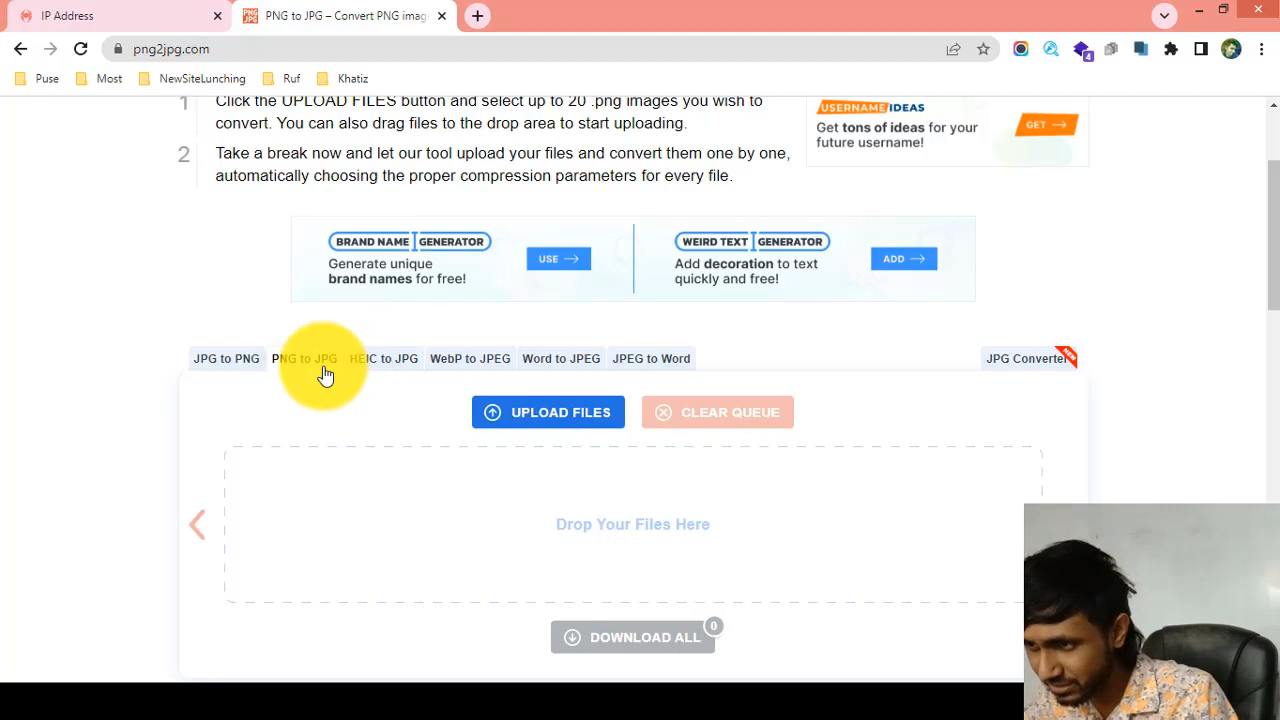 IP Address
PNG to JPG – Convert PNG imag
png2jpg.com
4
Puse
Most
NewSiteLunching
Ruf
Khatiz
1
Click the UPLOAD FILES button and select up to 20 .png images you wish to
convert. You can also drag files to the drop area to start uploading.
2
Take a break now and let our tool upload your files and convert them one by one,
automatically choosing the proper compression parameters for every file.
USERNAME IDEAS
Get tons of ideas for your
future username!
GET →
BRAND NAME GENERATOR
Generate unique
brand names for free!
USE →
WEIRD TEXT GENERATOR
Add decoration to text
quickly and free!
ADD →
JPG to PNG
PNG to JPG
HEIC to JPG
WebP to JPEG
Word to JPEG
JPEG to Word
JPG Converter
NEW
UPLOAD FILES
CLEAR QUEUE
Drop Your Files Here
DOWNLOAD ALL
0